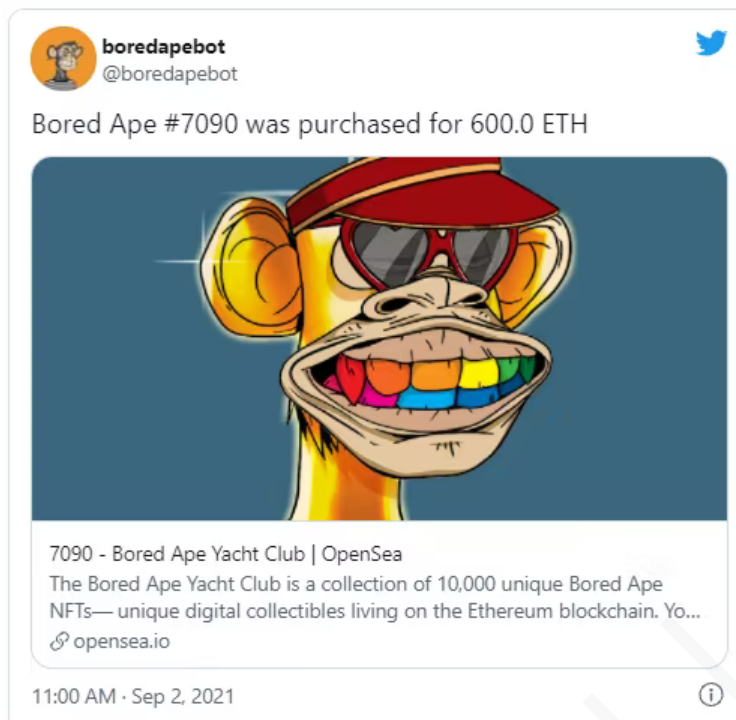 boredapebot
@boredapebot
Bored Ape #7090 was purchased for 600.0 ETH
7090 - Bored Ape Yacht Club | OpenSea
The Bored Ape Yacht Club is a collection of 10,000 unique Bored Ape
NFTs— unique digital collectibles living on the Ethereum blockchain. Yo...
opensea.io
11:00 AM · Sep 2, 2021